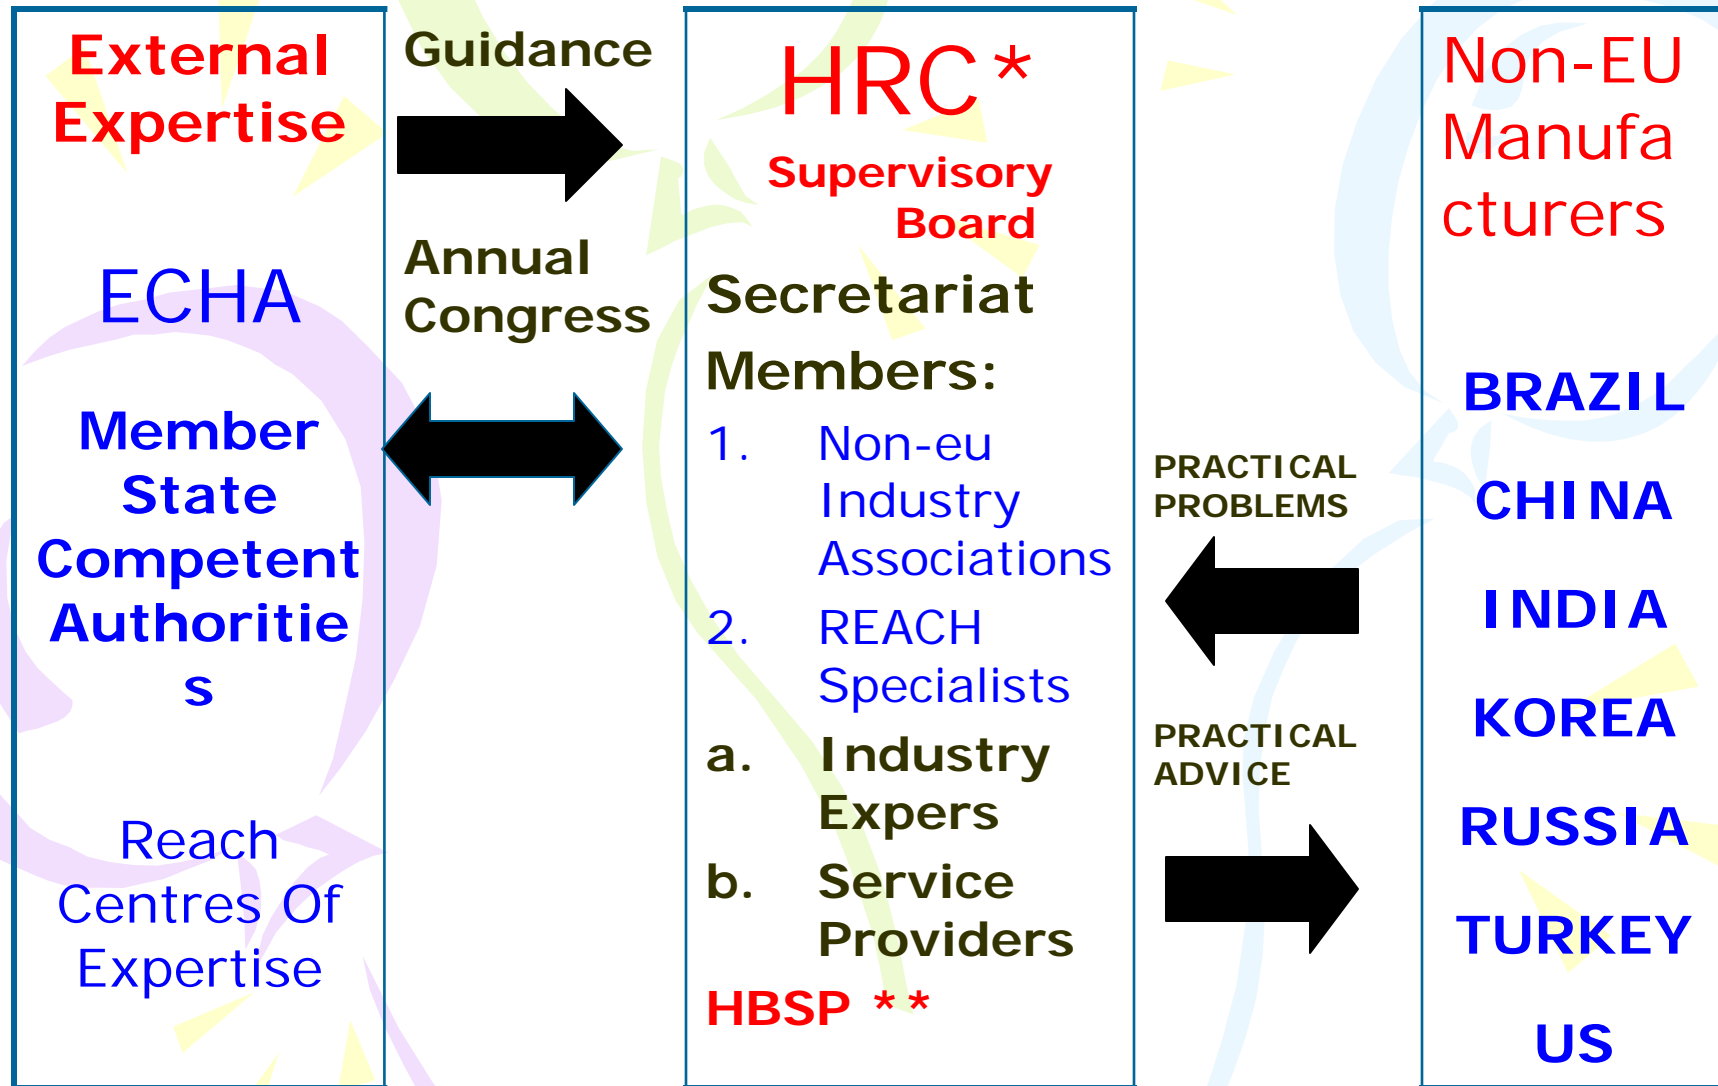 External
Expertise
ECHA
Member
State
Competent
Authoritie
s
Reach
Centres Of
Expertise
Guidance
Annual
Congress
HRC*
Supervisory
Board
Secretariat
Members:
1. Non-eu
Industry
Associations
2. REACH
Specialists
a. Industry
Expers
b. Service
Providers
HBSP **
PRACTICAL
PROBLEMS
PRACTICAL
ADVICE
Non-EU
Manufa
cturers
BRAZIL
CHINA
INDIA
KOREA
RUSSIA
TURKEY
US